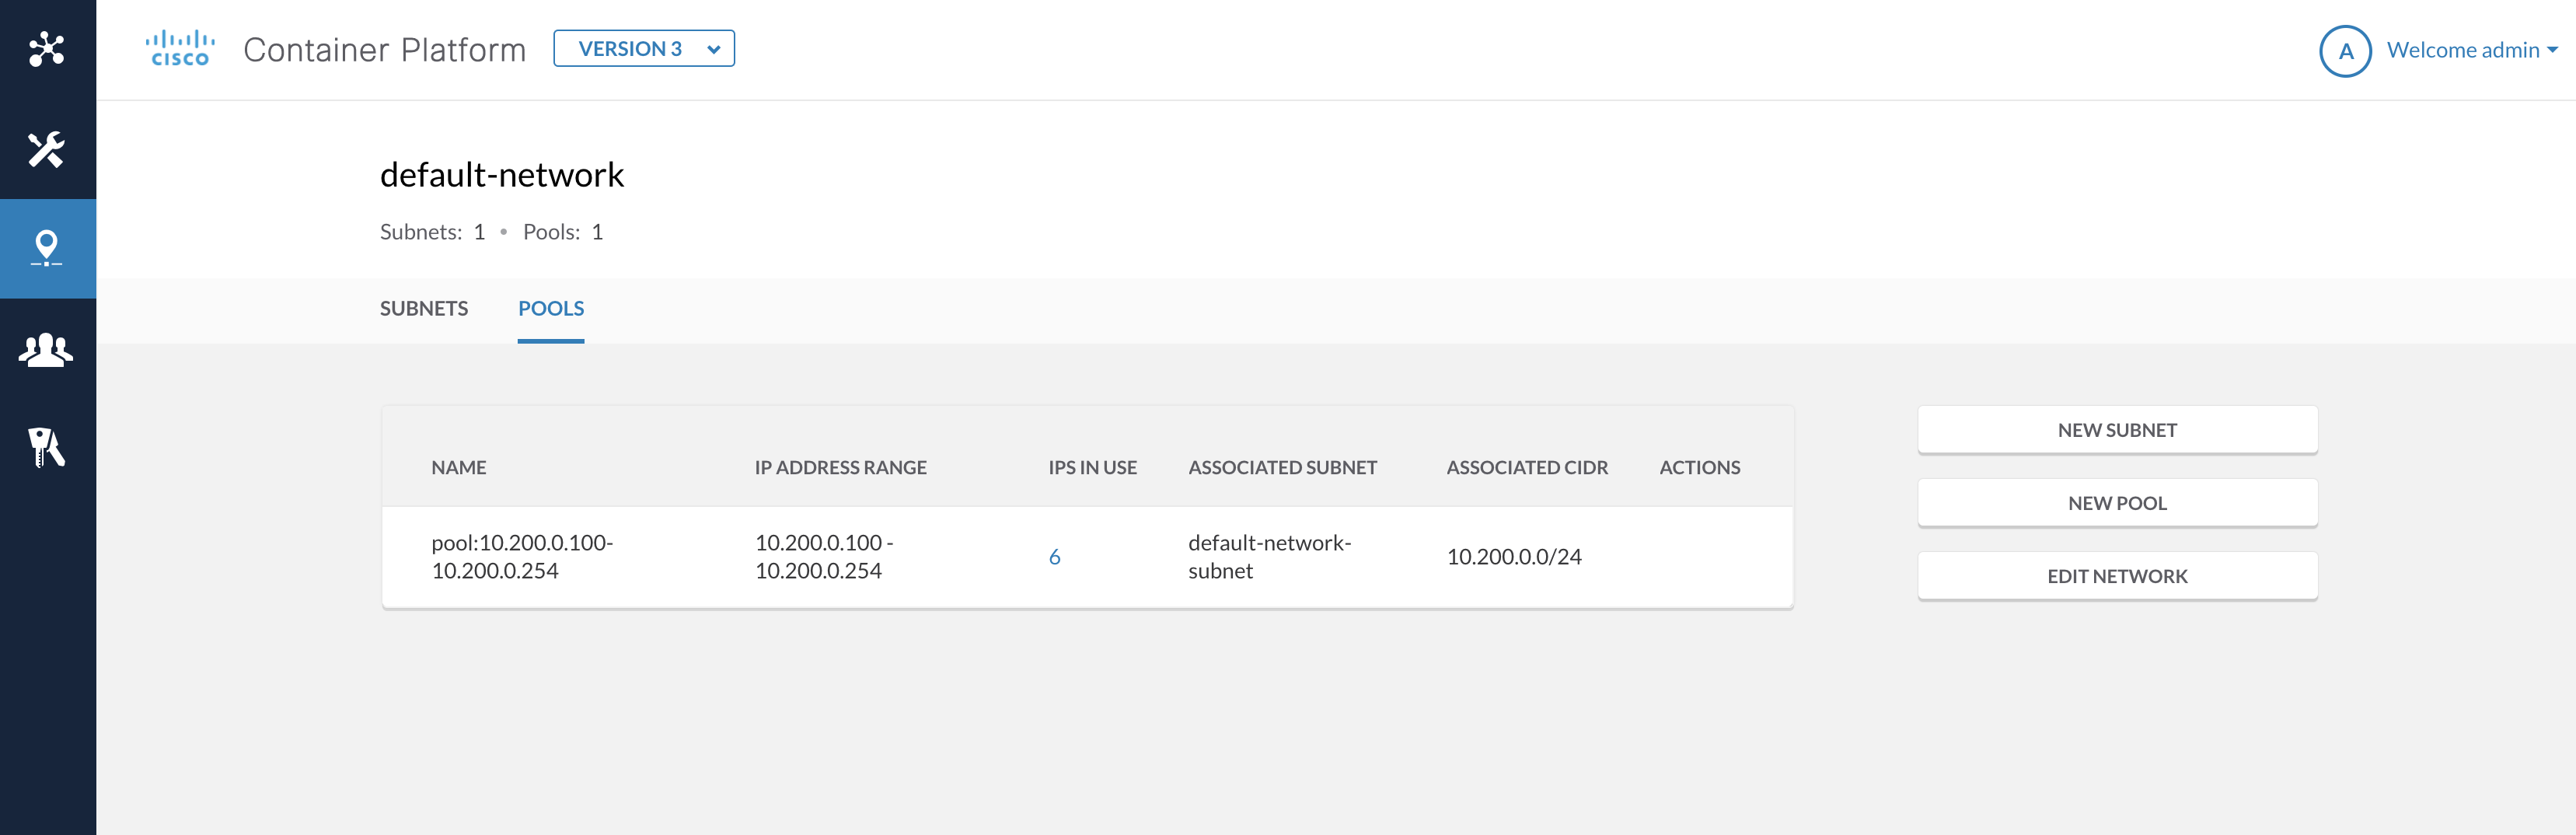 CISCO Container Platform VERSION 3 A Welcome admin
default-network
Subnets: 1 • Pools: 1
SUBNETS POOLS
NAME IP ADDRESS RANGE IPS IN USE ASSOCIATED SUBNET ASSOCIATED CIDR ACTIONS
pool:10.200.0.100-
10.200.0.254
10.200.0.100 -
10.200.0.254
6
default-network-
subnet
10.200.0.0/24
NEW SUBNET
NEW POOL
EDIT NETWORK